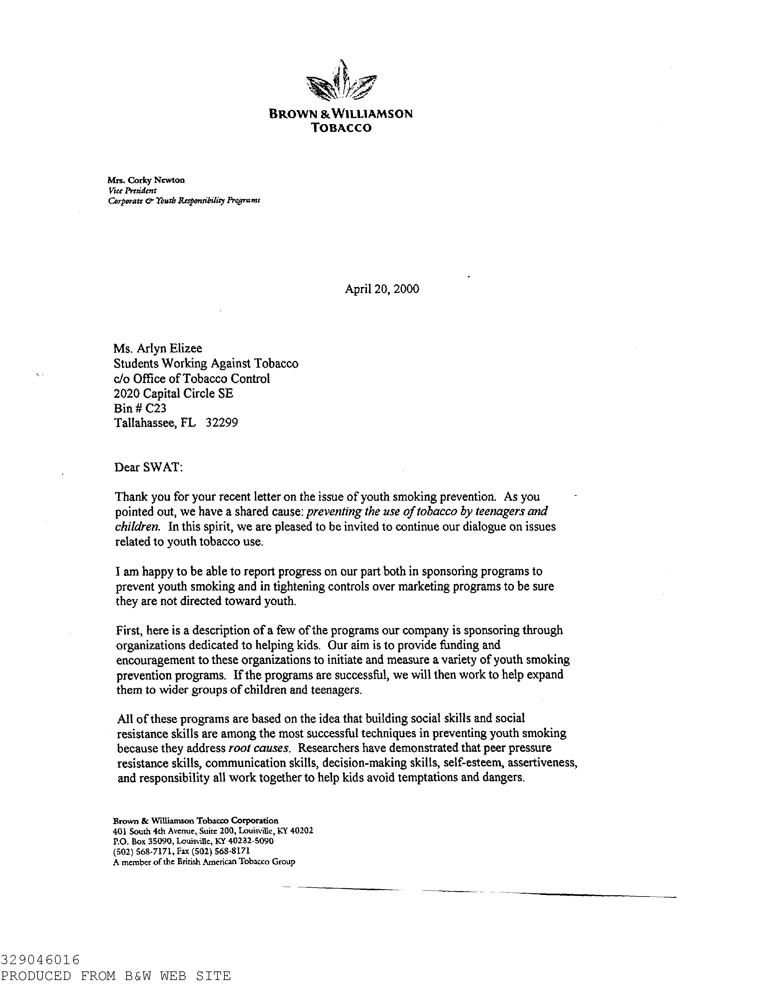 BROWN & WILLIAMSON
TOBACCO
Mrs. Corky Newton
Vice President
Corporate & Youth Responsibility Programs
April 20, 2000
Ms. Arlyn Elizee
Students Working Against Tobacco
c/o Office of Tobacco Control
2020 Capital Circle SE
Bin # C23
Tallahassee, FL 32299
Dear SWAT:
Thank you for your recent letter on the issue of youth smoking prevention. As you
pointed out, we have a shared cause: preventing the use of tobacco by teenagers and
children. In this spirit, we are pleased to be invited to continue our dialogue on issues
related to youth tobacco use.
I am happy to be able to report progress on our part both in sponsoring programs to
prevent youth smoking and in tightening controls over marketing programs to be sure
they are not directed toward youth.
First, here is a description of a few of the programs our company is sponsoring through
organizations dedicated to helping kids. Our aim is to provide funding and
encouragement to these organizations to initiate and measure a variety of youth smoking
prevention programs. If the programs are successful, we will then work to help expand
them to wider groups of children and teenagers.
All of these programs are based on the idea that building social skills and social
resistance skills are among the most successful techniques in preventing youth smoking
because they address root causes. Researchers have demonstrated that peer pressure
resistance skills, communication skills, decision-making skills, self-esteem, assertiveness,
and responsibility all work together to help kids avoid temptations and dangers.
Brown & Williamson Tobacco Corporation
401 South 4th Avenue, Suite 200, Louisville, KY 40202
P.O. Box 35090, Louisville, KY 40232-5090
(502) 568-7171, Fax (502) 568-8171
A member of the British American Tobacco Group
329046016
PRODUCED FROM B&W WEB SITE